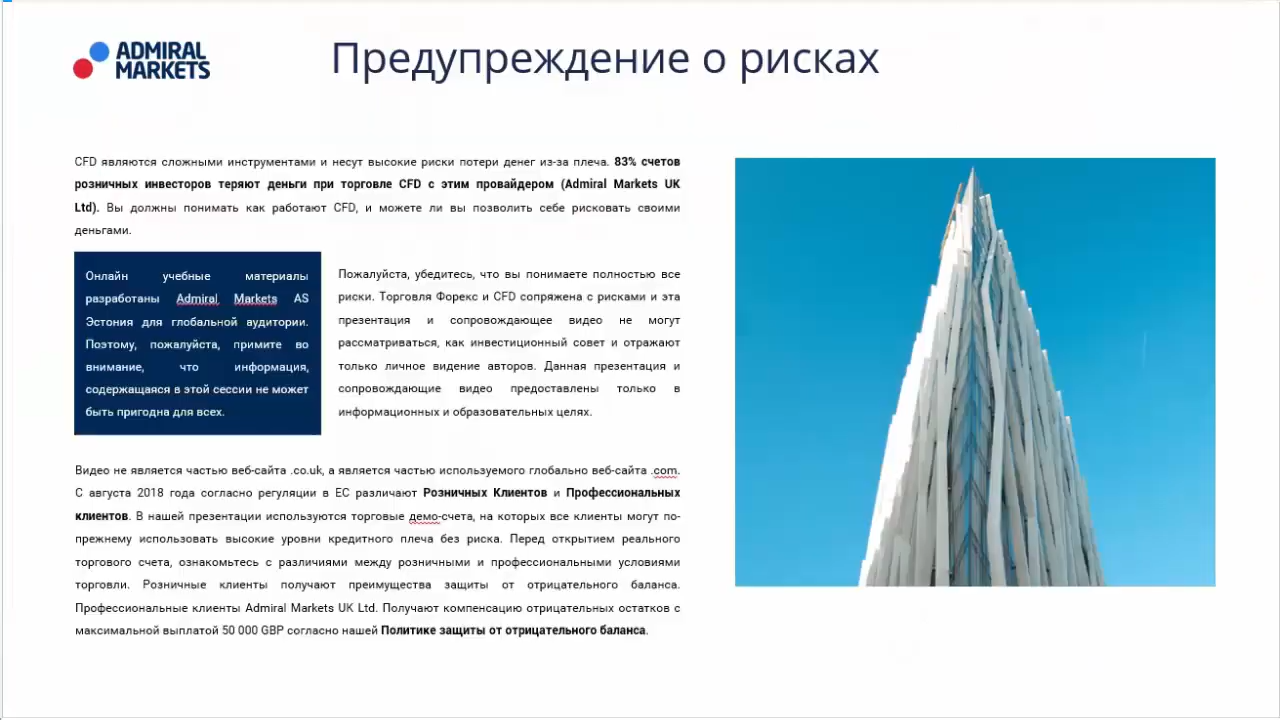 ADMIRAL
MARKETS
Предупреждение о рисках
CFD являются сложными инструментами и несут высокие риски потери денег из-за плеча. 83% счетов
розничных инвесторов теряют деньги при торговле CFD с этим провайдером (Admiral Markets UK
Ltd). Вы должны понимать как работают CFD, и можете ли вы позволить себе рисковать своими
деньгами.
Онлайн учебные материалы
разработаны Admiral Markets AS
Эстония для глобальной аудитории.
Поэтому, пожалуйста, примите во
внимание, что информация,
содержащаяся в этой сессии не может
быть пригодна для всех.
Пожалуйста, убедитесь, что вы понимаете полностью все
риски. Торговля Форекс и CFD сопряжена с рисками и эта
презентация и сопровождающее видео не могут
рассматриваться, как инвестиционный совет и отражают
только личное видение авторов. Данная презентация и
сопровождающие видео предоставлены только в
информационных и образовательных целях.
Видео не является частью веб-сайта .co.uk, а является частью используемого глобально веб-сайта .com.
С августа 2018 года согласно регуляции в ЕС различают Розничных Клиентов и Профессиональных
клиентов. В нашей презентации используются торговые демо-счета, на которых все клиенты могут по-
прежнему использовать высокие уровни кредитного плеча без риска. Перед открытием реального
торгового счета, ознакомьтесь с различиями между розничными и профессиональными условиями
торговли. Розничные клиенты получают преимущества защиты от отрицательного баланса.
Профессиональные клиенты Admiral Markets UK Ltd. Получают компенсацию отрицательных остатков с
максимальной выплатой 50 000 GBP согласно нашей Политике защиты от отрицательного баланса.